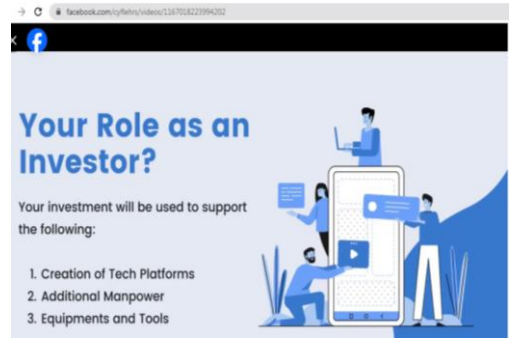 facebook.com/cyflehrs/videos/1167018223994202
Your Role as an
Investor?
Your investment will be used to support
the following:
1. Creation of Tech Platforms
2. Additional Manpower
3. Equipments and Tools